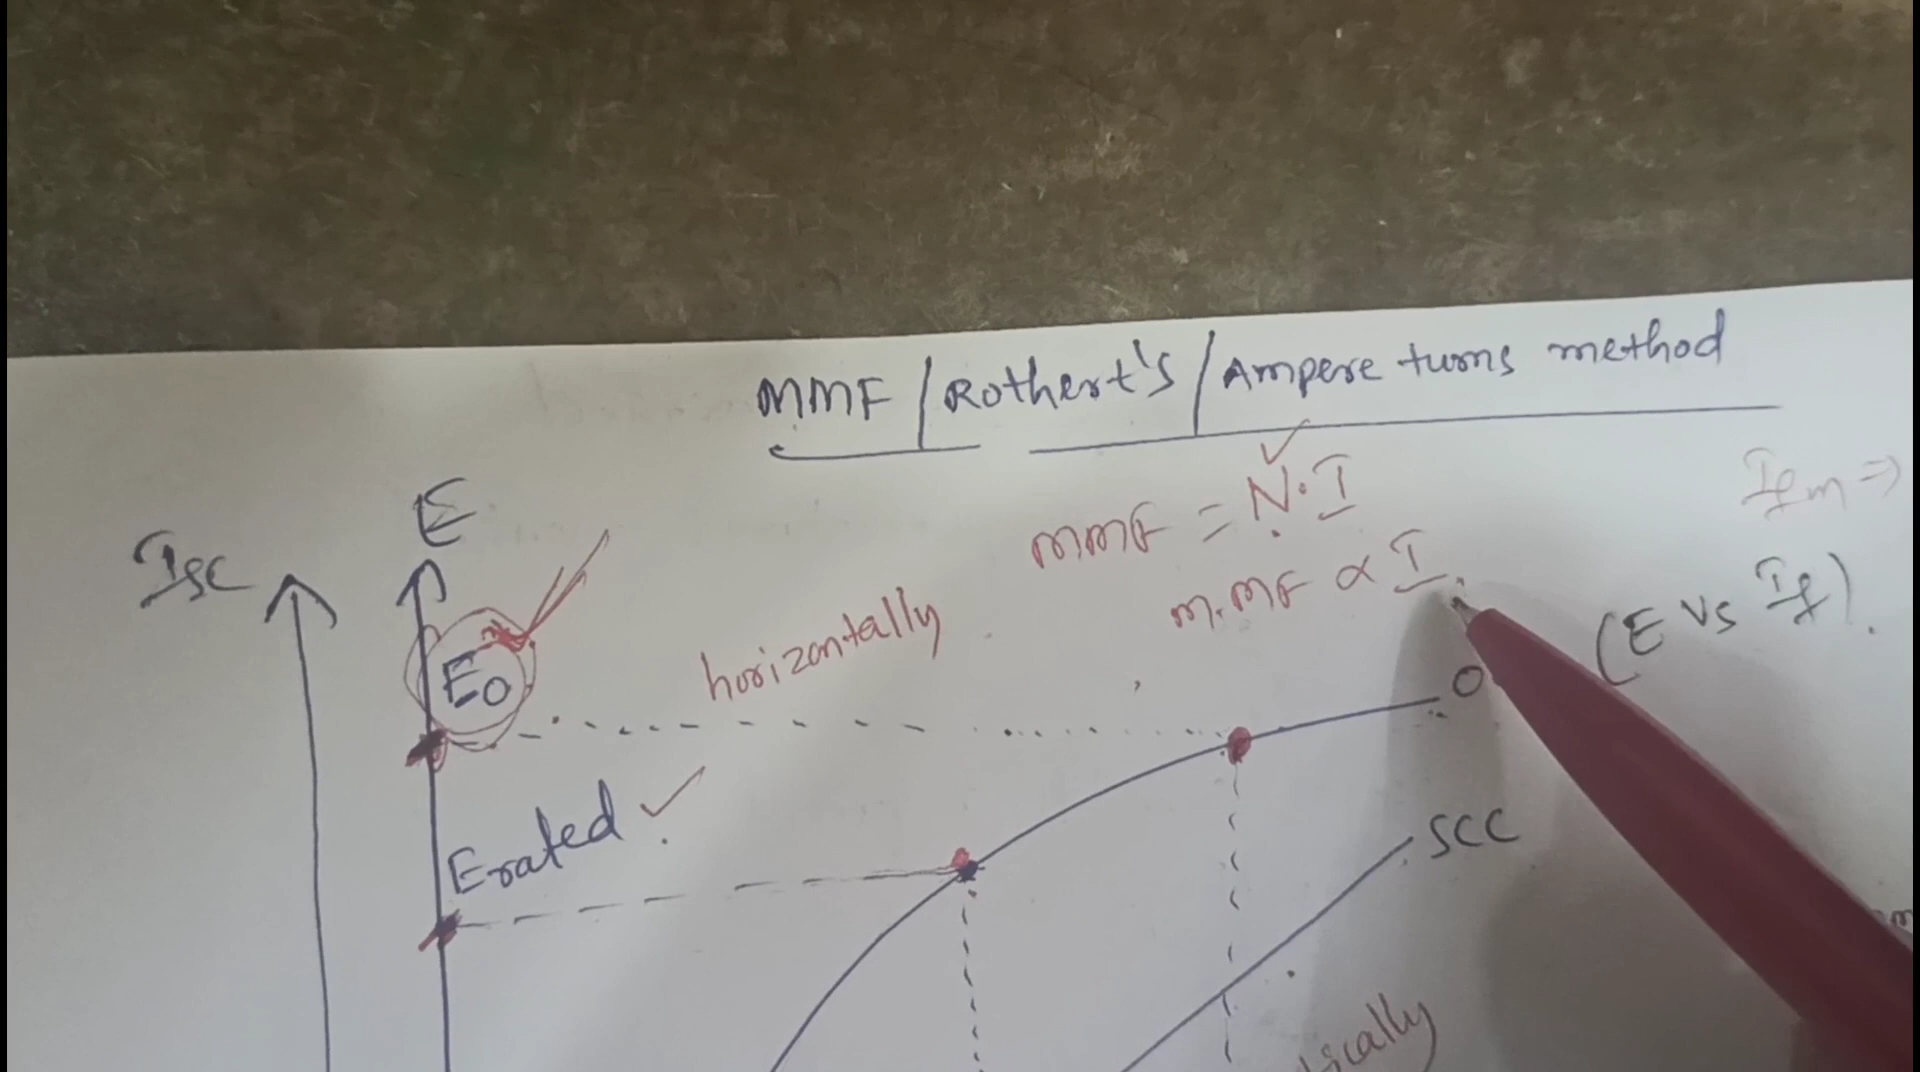 MMF / Rothert's / Ampere turns method
MMF = N.I
M.MF ∝ I
Ifm ⇒
(E Vs If).
E
Isc
horizontally
E0
Erated ✓
SCC